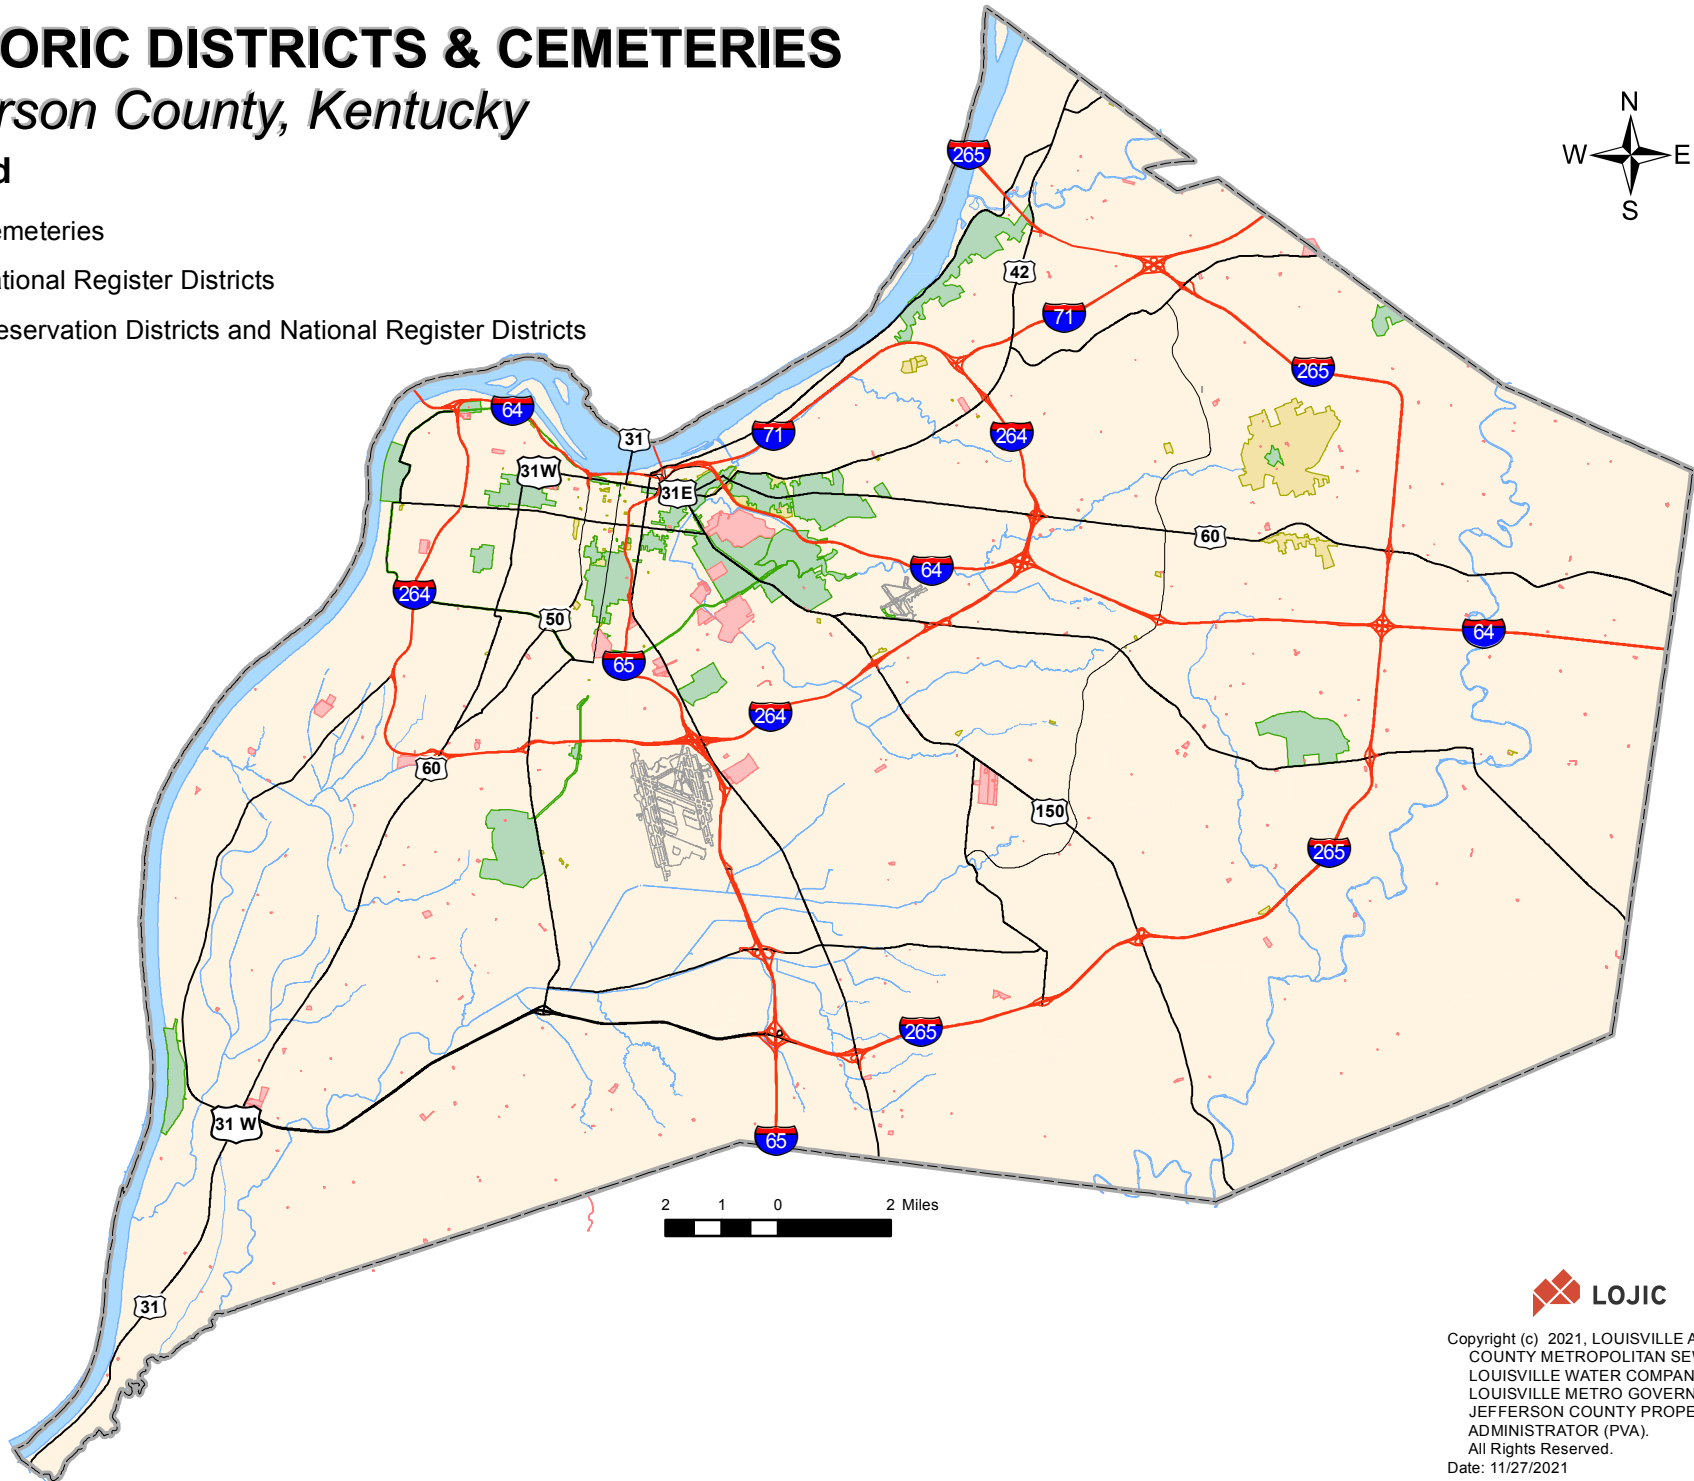 ORIC DISTRICTS & CEMETERIES
rson County, Kentucky
d
emeteries
ational Register Districts
eservation Districts and National Register Districts
N
W E
S
265
42
71
265
64
31
71
264
31W
31E
60
264
50
64
64
65
264
60
150
265
265
31 W
65
2 1 0 2 Miles
31
LOJIC
Copyright (c) 2021, LOUISVILLE A
COUNTY METROPOLITAN SE
LOUISVILLE WATER COMPAN
LOUISVILLE METRO GOVERN
JEFFERSON COUNTY PROPE
ADMINISTRATOR (PVA).
All Rights Reserved.
Date: 11/27/2021